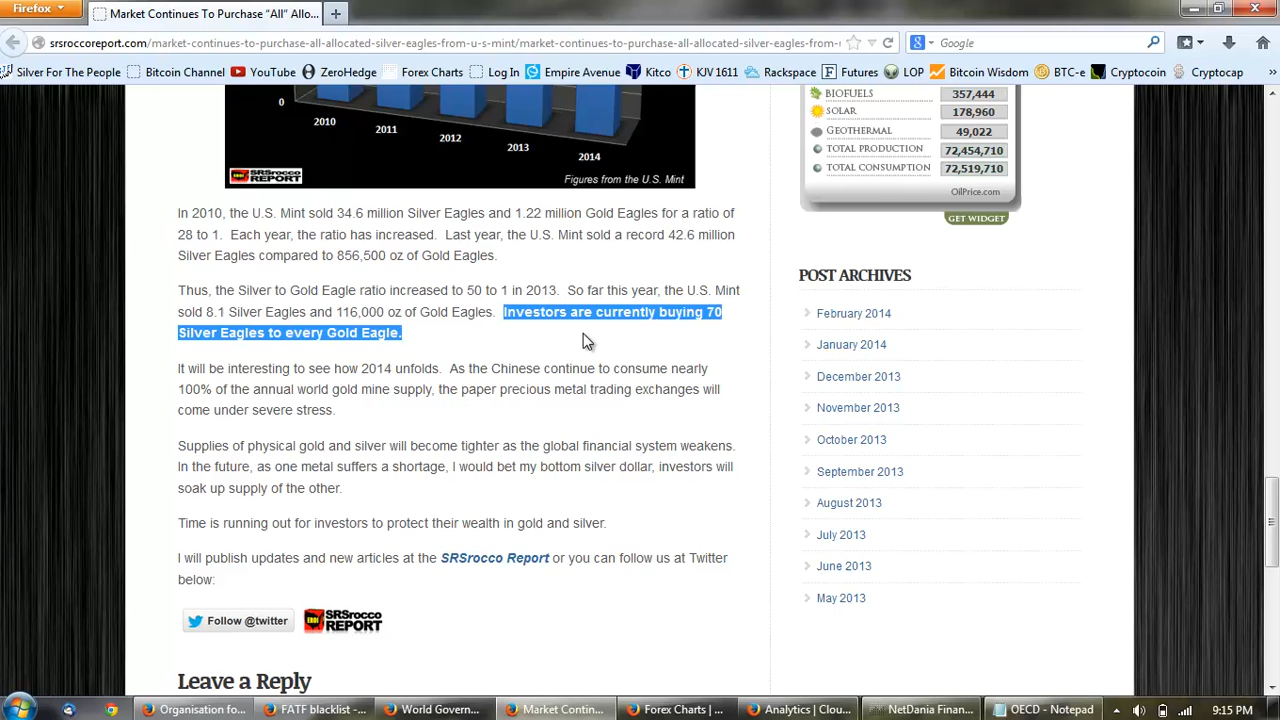 Firefox
Market Continues To Purchase “All” Allo...
srsroccoreport.com/market-continues-to-purchase-all-allocated-silver-eagles-from-u-s-mint/market-continues-to-purchase-all-allocated-silver-eagles-from-
Google
Silver For The People
Bitcoin Channel
YouTube
ZeroHedge
Forex Charts
Log In
Empire Avenue
Kitco
KJV 1611
Rackspace
Futures
LOP
Bitcoin Wisdom
BTC-e
Cryptocoin
Cryptocap
»
0
2010
2011
2012
2013
2014
SRSrocco
REPORT
Figures from the U.S. Mint
In 2010, the U.S. Mint sold 34.6 million Silver Eagles and 1.22 million Gold Eagles for a ratio of
28 to 1. Each year, the ratio has increased. Last year, the U.S. Mint sold a record 42.6 million
Silver Eagles compared to 856,500 oz of Gold Eagles.
Thus, the Silver to Gold Eagle ratio increased to 50 to 1 in 2013. So far this year, the U.S. Mint
sold 8.1 Silver Eagles and 116,000 oz of Gold Eagles. Investors are currently buying 70
Silver Eagles to every Gold Eagle.
It will be interesting to see how 2014 unfolds. As the Chinese continue to consume nearly
100% of the annual world gold mine supply, the paper precious metal trading exchanges will
come under severe stress.
Supplies of physical gold and silver will become tighter as the global financial system weakens.
In the future, as one metal suffers a shortage, I would bet my bottom silver dollar, investors will
soak up supply of the other.
Time is running out for investors to protect their wealth in gold and silver.
I will publish updates and new articles at the SRSrocco Report or you can follow us at Twitter
below:
Follow @twitter
EROI
SRSrocco
REPORT
Leave a Reply
BIOFUELS 357,444
SOLAR 178,960
GEOTHERMAL 49,022
TOTAL PRODUCTION 72,454,710
TOTAL CONSUMPTION 72,519,710
OilPrice.com
GET WIDGET
POST ARCHIVES
February 2014
January 2014
December 2013
November 2013
October 2013
September 2013
August 2013
July 2013
June 2013
May 2013
Organisation fo...
FATF blacklist -...
World Govern...
Market Contin...
Forex Charts | ...
Analytics | Clou...
NetDania Finan...
OECD - Notepad
9:15 PM